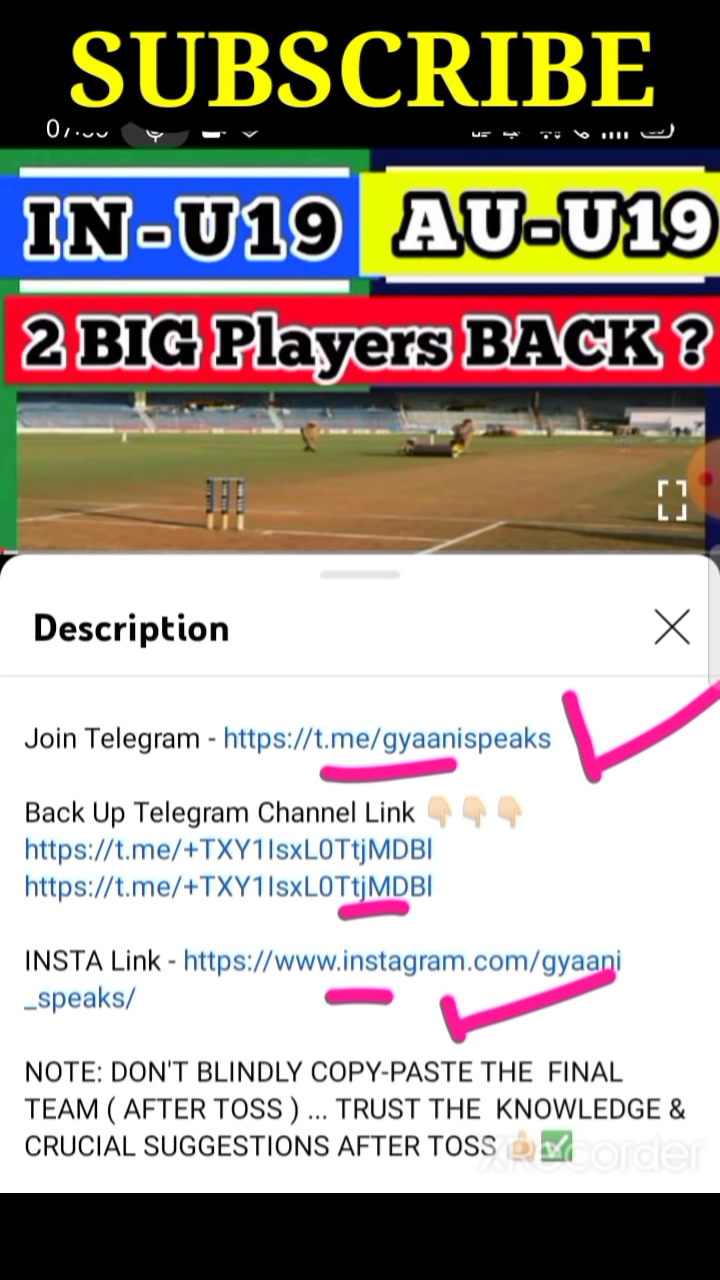 SUBSCRIBE
IN-U19
AU-U19
2 BIG Players BACK ?
Description
Join Telegram - https://t.me/gyaanispeaks
Back Up Telegram Channel Link 👇🏻👇🏻👇🏻
https://t.me/+TXY1IsxL0TtjMDBl
https://t.me/+TXY1IsxL0TtjMDBl
INSTA Link - https://www.instagram.com/gyaani
_speaks/
NOTE: DON'T BLINDLY COPY-PASTE THE FINAL
TEAM ( AFTER TOSS ) ... TRUST THE KNOWLEDGE &
CRUCIAL SUGGESTIONS AFTER TOSS 👍🏻✅
XRecorder